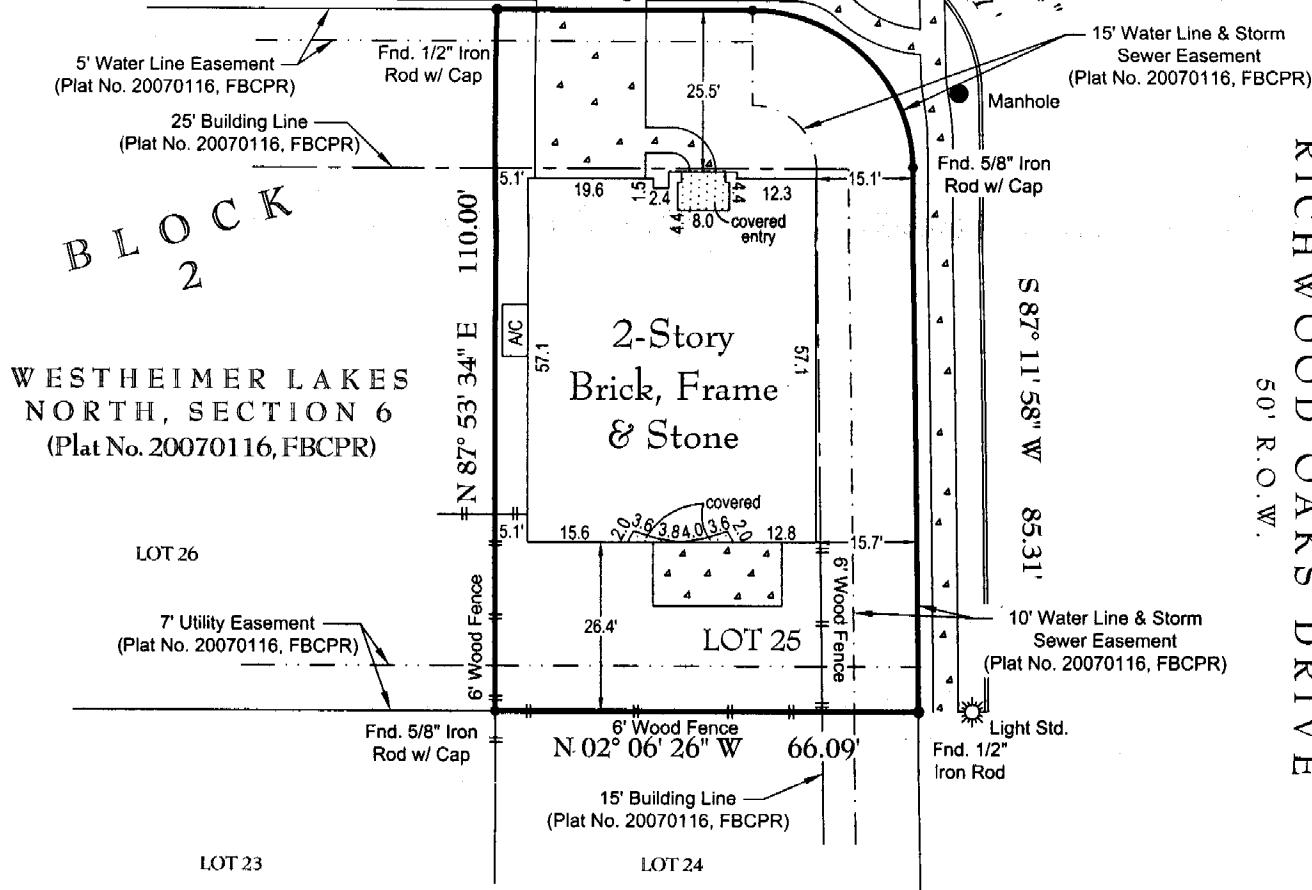 5' Water Line Easement
(Plat No. 20070116, FBCPR)
Fnd. 1/2" Iron
Rod w/ Cap
25' Building Line
(Plat No. 20070116, FBCPR)
15' Water Line & Storm
Sewer Easement
(Plat No. 20070116, FBCPR)
Manhole
25.5'
Fnd. 5/8" Iron
Rod w/ Cap
5.1'
19.6
1.5
2.4
4.4
8.0
4.4
12.3
15.1'
covered
entry
BLOCK
2
N 87° 53' 34" E 110.00'
A/C
57.1
2-Story
Brick, Frame
& Stone
57.1
S 87° 11' 58" W 85.31'
RICHWOOD OAKS DRIVE
50' R.O.W.
WESTHEIMER LAKES
NORTH, SECTION 6
(Plat No. 20070116, FBCPR)
covered
5.1'
15.6
2.0
3.6
3.8
4.0
3.6
2.0
12.8
15.7'
LOT 26
6' Wood Fence
26.4'
6' Wood Fence
LOT 25
7' Utility Easement
(Plat No. 20070116, FBCPR)
10' Water Line & Storm
Sewer Easement
(Plat No. 20070116, FBCPR)
Fnd. 5/8" Iron
Rod w/ Cap
6' Wood Fence
N 02° 06' 26" W 66.09'
Light Std.
Fnd. 1/2"
Iron Rod
15' Building Line
(Plat No. 20070116, FBCPR)
LOT 23
LOT 24